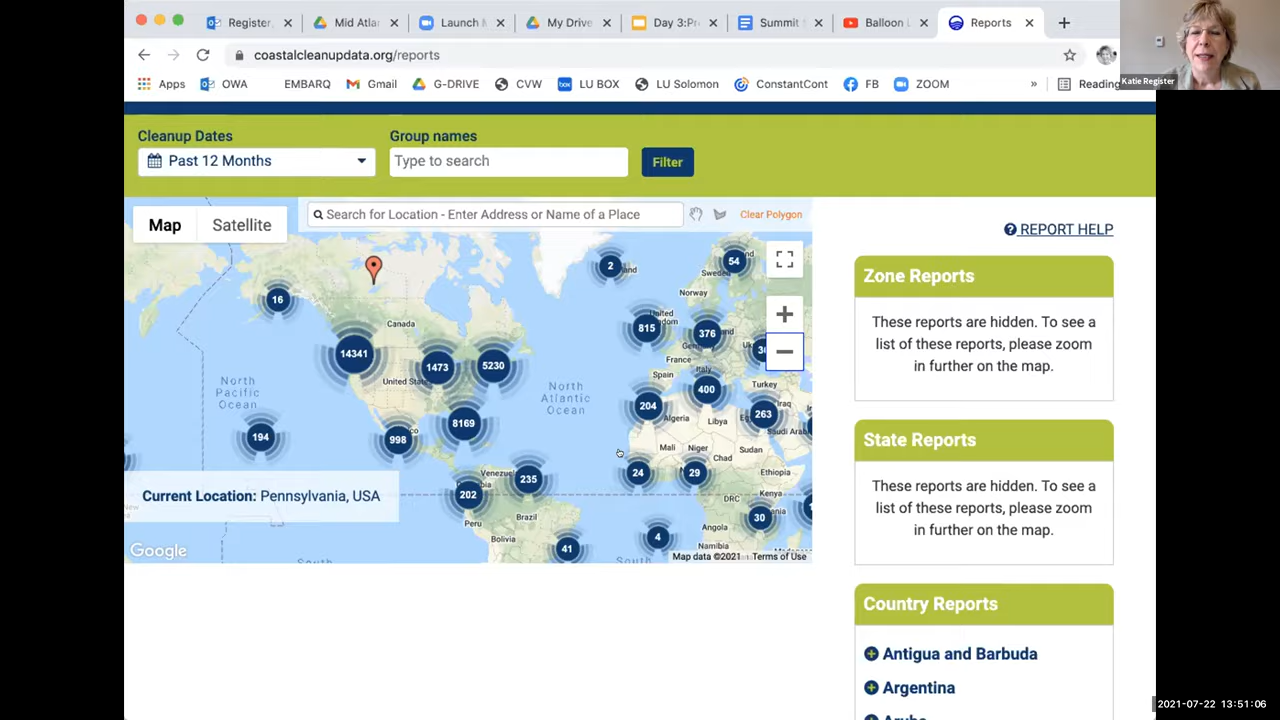 Register,
Mid Atla
Launch M
My Drive
Day 3:Pr
Summit
Balloon
Reports
coastalcleanupdata.org/reports
Apps
OWA
EMBARQ
Gmail
G-DRIVE
CVW
LU BOX
LU Solomon
ConstantCont
FB
ZOOM
»
Reading
Katie Register
Cleanup Dates
Group names
Past 12 Months
Type to search
Filter
Map
Satellite
Search for Location - Enter Address or Name of a Place
Clear Polygon
REPORT HELP
Zone Reports
These reports are hidden. To see a
list of these reports, please zoom
in further on the map.
State Reports
These reports are hidden. To see a
list of these reports, please zoom
in further on the map.
Country Reports
Antigua and Barbuda
Argentina
2
54
Sweden
Norway
16
Canada
815
United
376
France
14341
1473
5230
United
Spain
Italy
Turkey
North
Pacific
Ocean
North
Atlantic
Ocean
204
400
263
Algeria
Libya
Iraq
Saudi Ara
194
998
8169
Mali
Niger
Chad
Sudan
24
29
Ethiopia
Venezuel
235
202
DRC
Kenya
Peru
Brazil
30
Angola
Bolivia
4
Namibia
41
Current Location: Pennsylvania, USA
Google
Map data ©2021
Terms of Use
2021-07-22 13:51:06